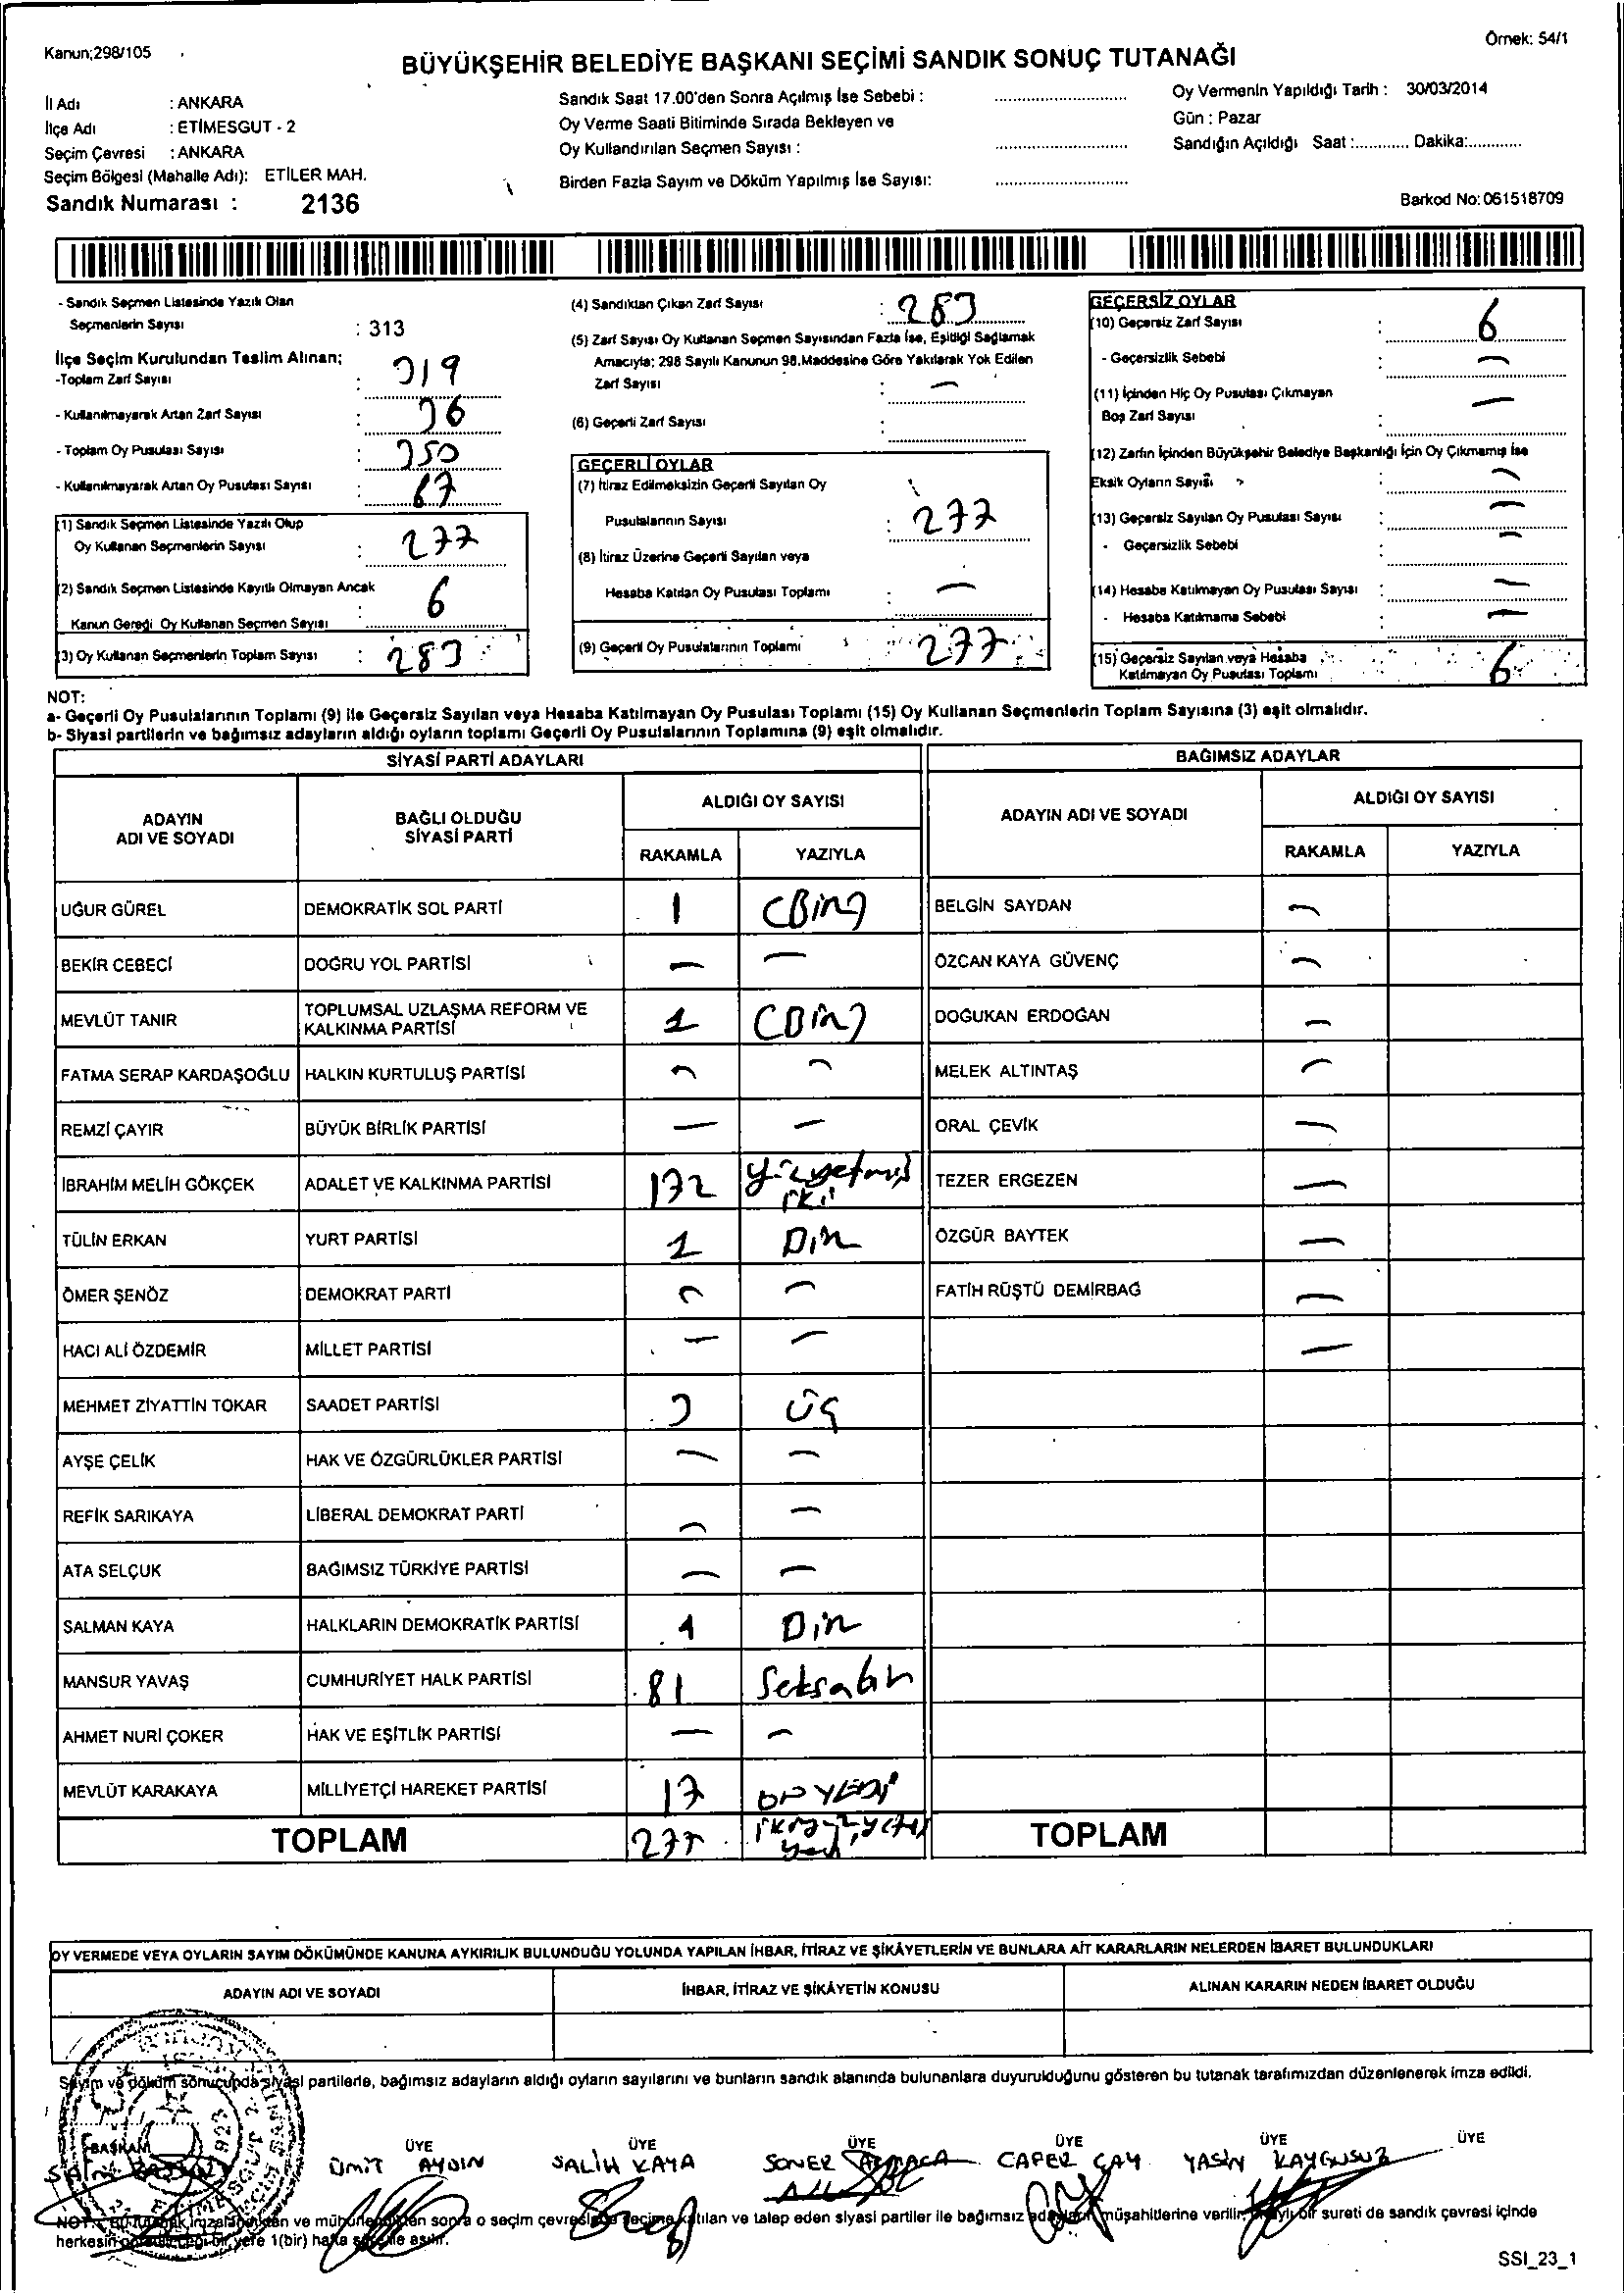 Kanun;298/105
Örnek: 54/1
BÜYÜKŞEHİR BELEDİYE BAŞKANI SEÇİMİ SANDIK SONUÇ TUTANAĞI
İl Adı : ANKARA
İlçe Adı : ETİMESGUT - 2
Seçim Çevresi : ANKARA
Seçim Bölgesi (Mahalle Adı): ETİLER MAH.
Sandık Numarası : 2136
Sandık Saat 17.00'den Sonra Açılmış İse Sebebi :
Oy Verme Saati Bitiminde Sırada Bekleyen ve
Oy Kullandırılan Seçmen Sayısı :
Birden Fazla Sayım ve Döküm Yapılmış İse Sayısı:
Oy Vermenin Yapıldığı Tarih : 30/03/2014
Gün : Pazar
Sandığın Açıldığı Saat :............ Dakika:............
Barkod No: 061518709
- Sandık Seçmen Listesinde Yazılı Olan
Seçmenlerin Sayısı : 313
İlçe Seçim Kurulundan Teslim Alınan;
-Toplam Zarf Sayısı : 319
- Kullanılmayarak Artan Zarf Sayısı : 36
- Toplam Oy Pusulası Sayısı : 350
- Kullanılmayarak Artan Oy Pusulası Sayısı : 67
(1) Sandık Seçmen Listesinde Yazılı Olup
Oy Kullanan Seçmenlerin Sayısı : 277
(2) Sandık Seçmen Listesinde Kayıtlı Olmayan Ancak
Kanun Gereği Oy Kullanan Seçmen Sayısı : 6
(3) Oy Kullanan Seçmenlerin Toplam Sayısı : 283
(4) Sandıktan Çıkan Zarf Sayısı : 283
(5) Zarf Sayısı Oy Kullanan Seçmen Sayısından Fazla İse, Eşitliği Sağlamak
Amacıyla; 298 Sayılı Kanunun 98.Maddesine Göre Yakılarak Yok Edilen
Zarf Sayısı : —
(6) Geçerli Zarf Sayısı :
GEÇERLİ OYLAR
(7) İtiraz Edilmeksizin Geçerli Sayılan Oy
Pusulalarının Sayısı : 277
(8) İtiraz Üzerine Geçerli Sayılan veya
Hesaba Katılan Oy Pusulası Toplamı : —
(9) Geçerli Oy Pusulalarının Toplamı : 277
GEÇERSİZ OYLAR
(10) Geçersiz Zarf Sayısı : 6
- Geçersizlik Sebebi : —
(11) İçinden Hiç Oy Pusulası Çıkmayan
Boş Zarf Sayısı : —
(12) Zarfın İçinden Büyükşehir Belediye Başkanlığı İçin Oy Çıkmamış İse
Eksik Oyların Sayısı : —
(13) Geçersiz Sayılan Oy Pusulası Sayısı : —
- Geçersizlik Sebebi : —
(14) Hesaba Katılmayan Oy Pusulası Sayısı : —
- Hesaba Katılmama Sebebi : —
(15) Geçersiz Sayılan veya Hesaba
Katılmayan Oy Pusulası Toplamı : 6
NOT:
a- Geçerli Oy Pusulalarının Toplamı (9) ile Geçersiz Sayılan veya Hesaba Katılmayan Oy Pusulası Toplamı (15) Oy Kullanan Seçmenlerin Toplam Sayısına (3) eşit olmalıdır.
b- Siyasi partilerin ve bağımsız adayların aldığı oyların toplamı Geçerli Oy Pusulalarının Toplamına (9) eşit olmalıdır.
SİYASİ PARTİ ADAYLARI
ADAYIN ADI VE SOYADI
BAĞLI OLDUĞU SİYASİ PARTİ
ALDIĞI OY SAYISI
RAKAMLA YAZIYLA
UĞUR GÜREL DEMOKRATİK SOL PARTİ 1 (Bir)
BEKİR CEBECİ DOĞRU YOL PARTİSİ — —
MEVLÜT TANIR TOPLUMSAL UZLAŞMA REFORM VE KALKINMA PARTİSİ 1 (Bir)
FATMA SERAP KARDAŞOĞLU HALKIN KURTULUŞ PARTİSİ — —
REMZİ ÇAYIR BÜYÜK BİRLİK PARTİSİ — —
İBRAHİM MELİH GÖKÇEK ADALET VE KALKINMA PARTİSİ 172 yüzyetmiş iki
TÜLİN ERKAN YURT PARTİSİ 1 Bir
ÖMER ŞENÖZ DEMOKRAT PARTİ — —
HACI ALİ ÖZDEMİR MİLLET PARTİSİ — —
MEHMET ZİYATTİN TOKAR SAADET PARTİSİ 3 üç
AYŞE ÇELİK HAK VE ÖZGÜRLÜKLER PARTİSİ — —
REFİK SARIKAYA LİBERAL DEMOKRAT PARTİ — —
ATA SELÇUK BAĞIMSIZ TÜRKİYE PARTİSİ — —
SALMAN KAYA HALKLARIN DEMOKRATİK PARTİSİ 1 Bir
MANSUR YAVAŞ CUMHURİYET HALK PARTİSİ 81 Seksenbir
AHMET NURİ ÇOKER HAK VE EŞİTLİK PARTİSİ — —
MEVLÜT KARAKAYA MİLLİYETÇİ HAREKET PARTİSİ 17 ON YEDİ
TOPLAM 277
BAĞIMSIZ ADAYLAR
ADAYIN ADI VE SOYADI
ALDIĞI OY SAYISI
RAKAMLA YAZIYLA
BELGİN SAYDAN —
ÖZCAN KAYA GÜVENÇ —
DOĞUKAN ERDOĞAN —
MELEK ALTINTAŞ —
ORAL ÇEVİK —
TEZER ERGEZEN —
ÖZGÜR BAYTEK —
FATİH RÜŞTÜ DEMİRBAĞ —
—
TOPLAM
OY VERMEDE VEYA OYLARIN SAYIM DÖKÜMÜNDE KANUNA AYKIRILIK BULUNDUĞU YOLUNDA YAPILAN İHBAR, İTİRAZ VE ŞİKÂYETLERİN VE BUNLARA AİT KARARLARIN NELERDEN İBARET BULUNDUKLARI
ADAYIN ADI VE SOYADI
İHBAR, İTİRAZ VE ŞİKÂYETİN KONUSU
ALINAN KARARIN NEDEN İBARET OLDUĞU
Sayım ve döküm sonucunda siyasi partilerle, bağımsız adayların aldığı oyların sayılarını ve bunların sandık alanında bulunanlara duyurulduğunu gösteren bu tutanak tarafımızdan düzenlenerek imza edildi.
BAŞKAN ÜYE ÜYE ÜYE ÜYE ÜYE ÜYE
ÜMİT AYDIN SALİH KAYA SONER CAFER ÇAY YASİN KAYGUSUZ
NOT: Bu tutanak imzalandıktan ve mühürlendikten sonra o seçim çevresinde seçime katılan ve talep eden siyasi partiler ile bağımsız adayların müşahitlerine verilir, onaylı bir sureti de sandık çevresi içinde
herkesin görebileceği bir yere 1(bir) hafta süre ile asılır.
SSI_23_1